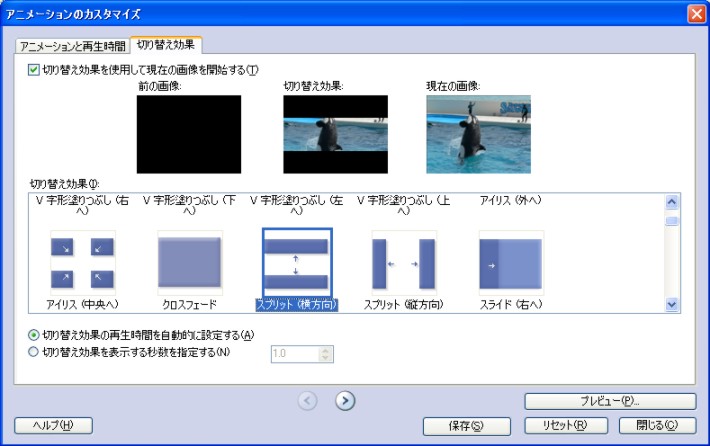 アニメーションのカスタマイズ
アニメーションと再生時間
切り替え効果
切り替え効果を使用して現在の画像を開始する(T)
前の画像:
切り替え効果:
現在の画像:
切り替え効果(I):
V 字形塗りつぶし (右へ)
V 字形塗りつぶし (下へ)
V 字形塗りつぶし (左へ)
V 字形塗りつぶし (上へ)
アイリス (外へ)
アイリス (中央へ)
クロスフェード
スプリット (横方向)
スプリット (縦方向)
スライド (右へ)
切り替え効果の再生時間を自動的に設定する(A)
切り替え効果を表示する秒数を指定する(N)
1.0
プレビュー(P)...
ヘルプ(H)
保存(S)
リセット(R)
閉じる(C)